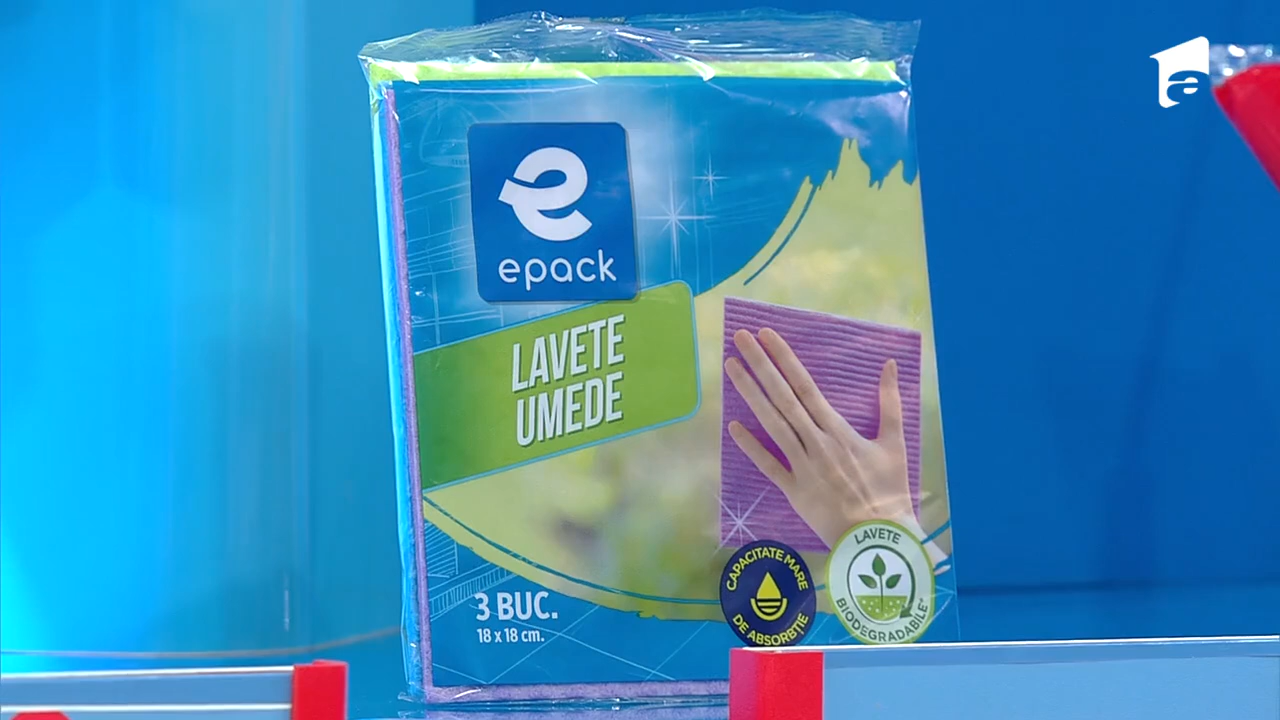 epack
LAVETE
UMEDE
3 BUC.
18 x 18 cm.
CAPACITATE MARE
DE ABSORBȚIE
LAVETE
BIODEGRADABILE*
a